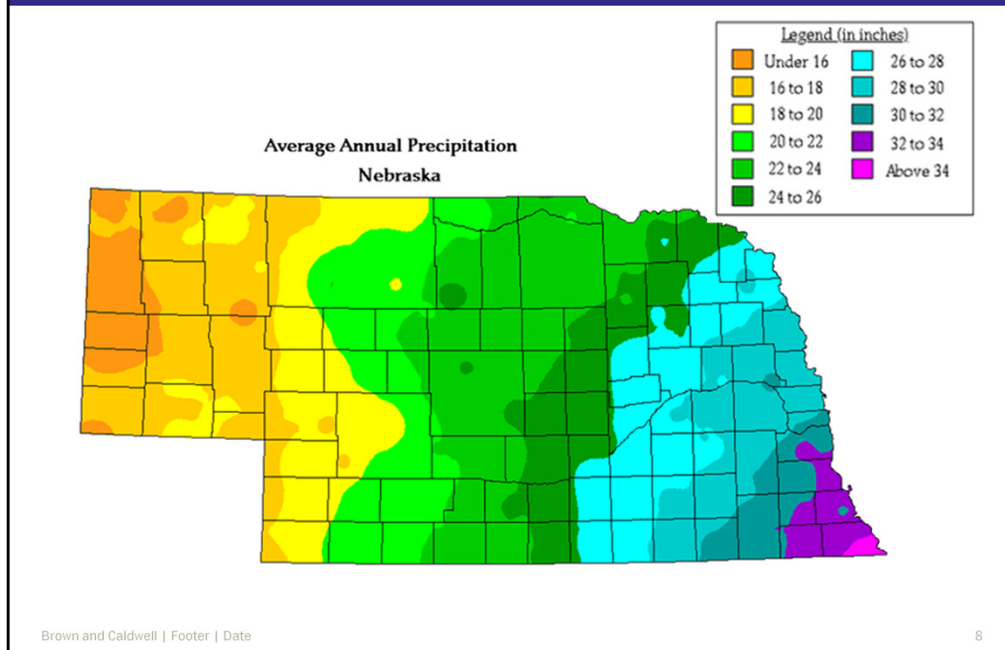 Legend (in inches)
Under 16
16 to 18
18 to 20
20 to 22
22 to 24
24 to 26
26 to 28
28 to 30
30 to 32
32 to 34
Above 34
Average Annual Precipitation
Nebraska
Brown and Caldwell | Footer | Date
8